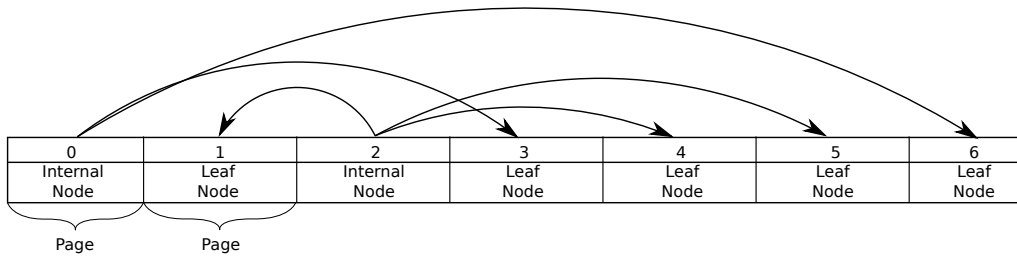 0 1 2 3 4 5 6
Internal Leaf Internal Leaf Leaf Leaf Leaf
Node Node Node Node Node Node Node
Page Page